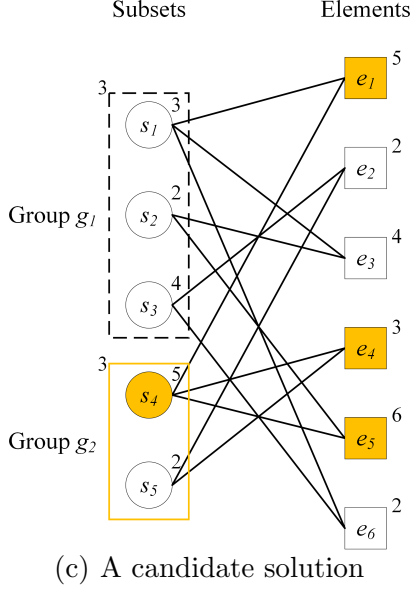 Subsets Elements
5
e1
3
3
s1
2
e2
2
Group g1
s2
4
e3
4
s3
3
e4
3
5
s4
6
e5
Group g2
2
s5
2
e6
(c) A candidate solution